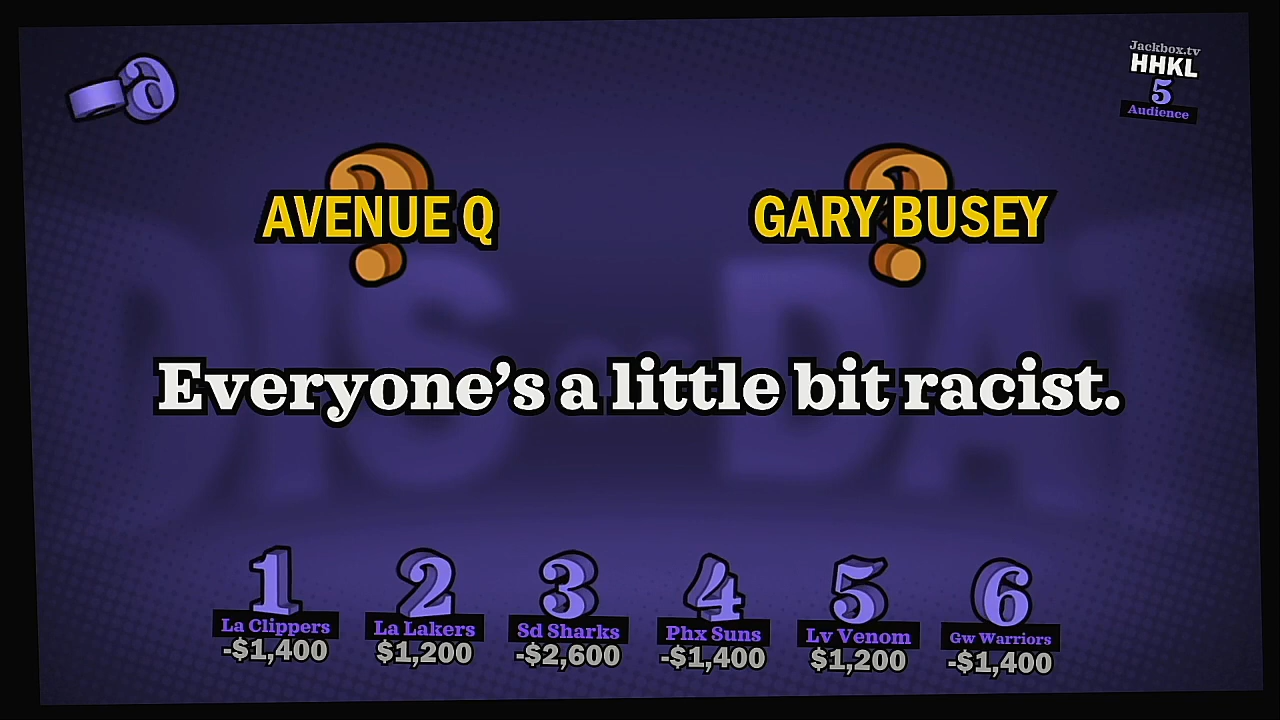 Jackbox.tv
HHKL
5
Audience
AVENUE Q
GARY BUSEY
Everyone's a little bit racist.
1 2 3 4 5 6
La Clippers La Lakers Sd Sharks Phx Suns Lv Venom Gw Warriors
-$1,400 $1,200 -$2,600 -$1,400 $1,200 -$1,400